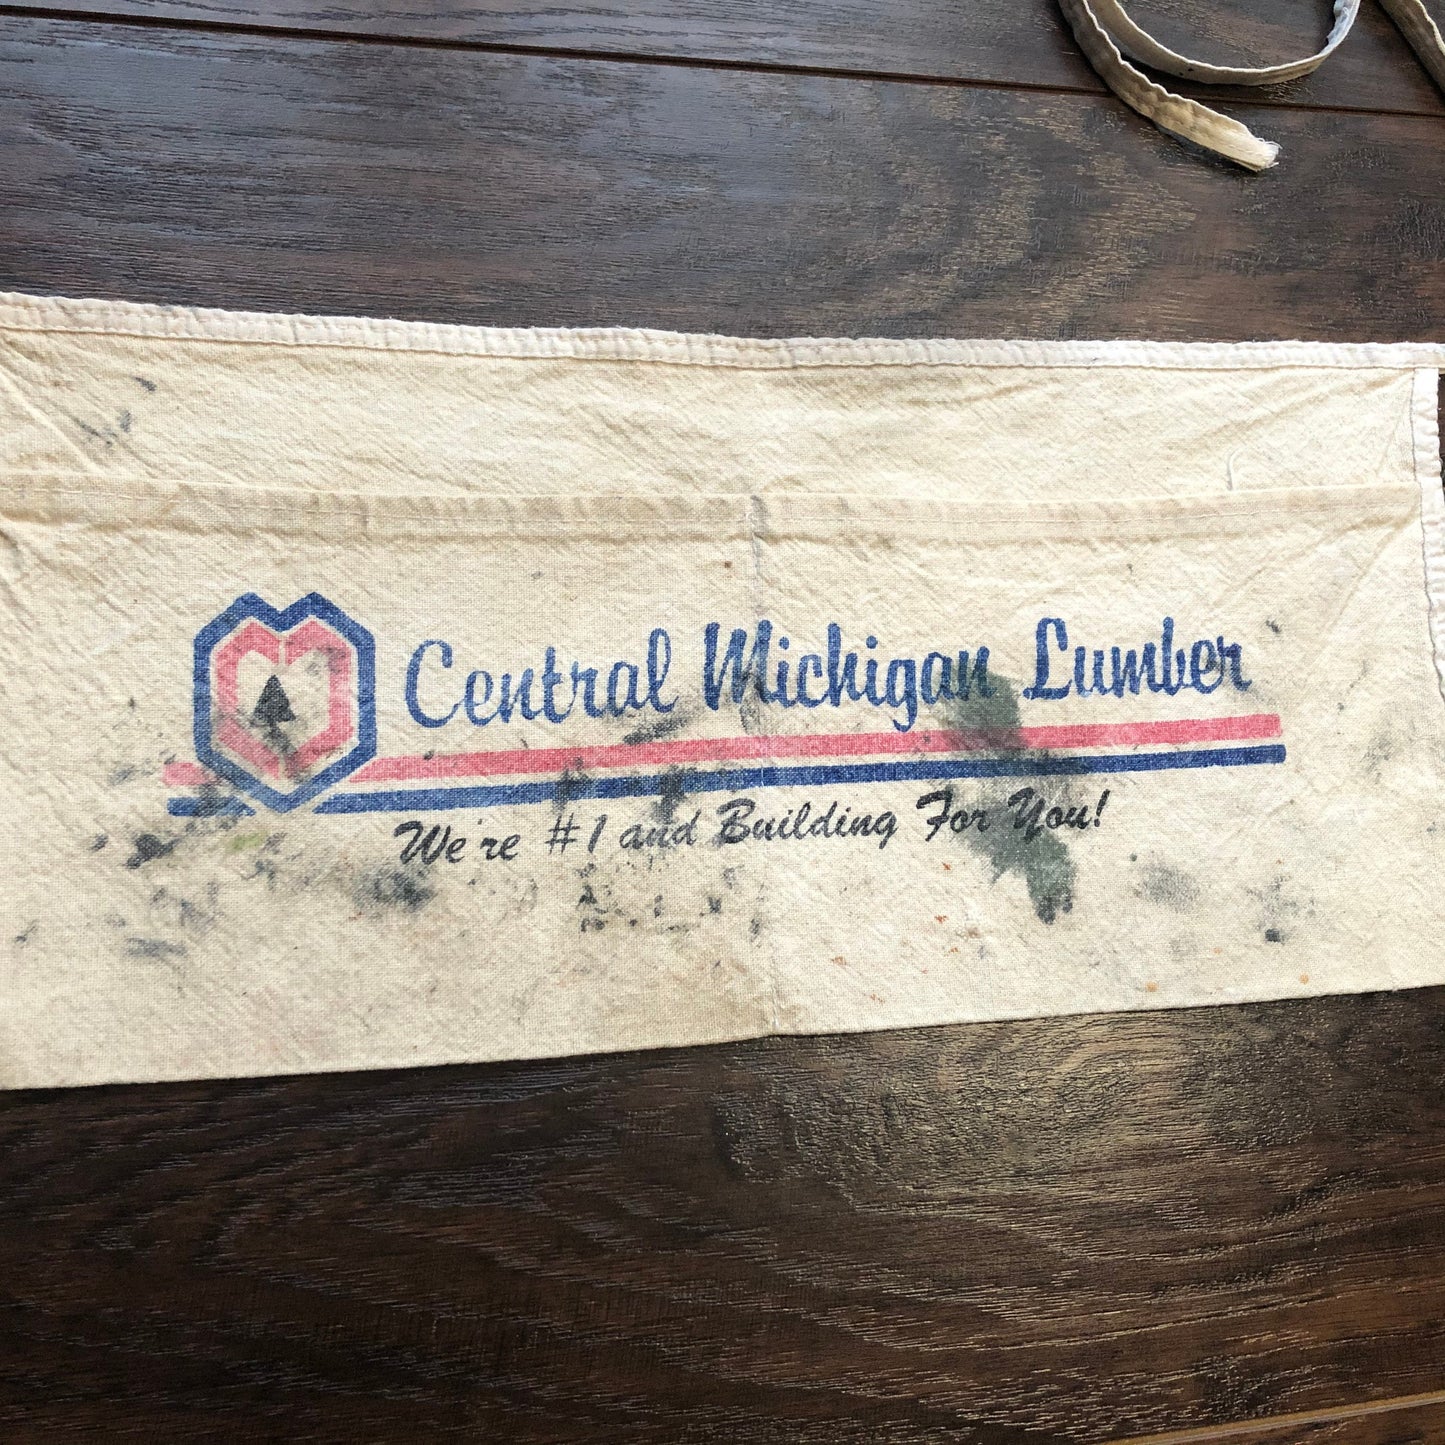 Central Michigan Lumber
We're #1 and Building For You!